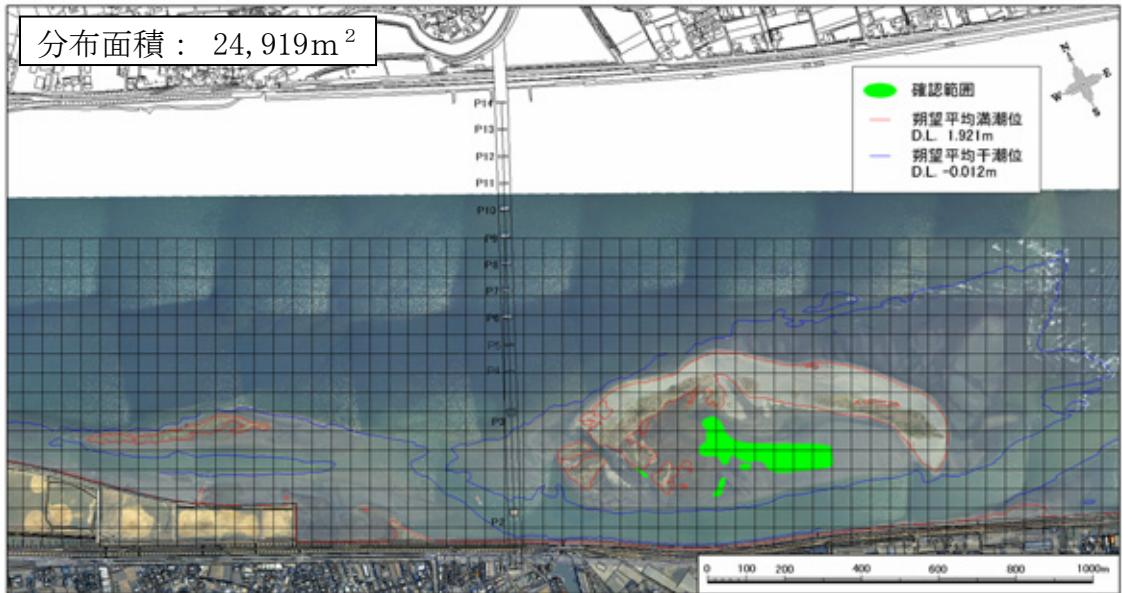 分布面積： 24,919m²
N
E
W
S
確認範囲
朔望平均満潮位
D.L. 1.921m
朔望平均干潮位
D.L. -0.012m
P14
P13
P12
P11
P10
P9
P8
P7
P6
P5
P4
P3
P2
0 100 200 400 600 800 1000m